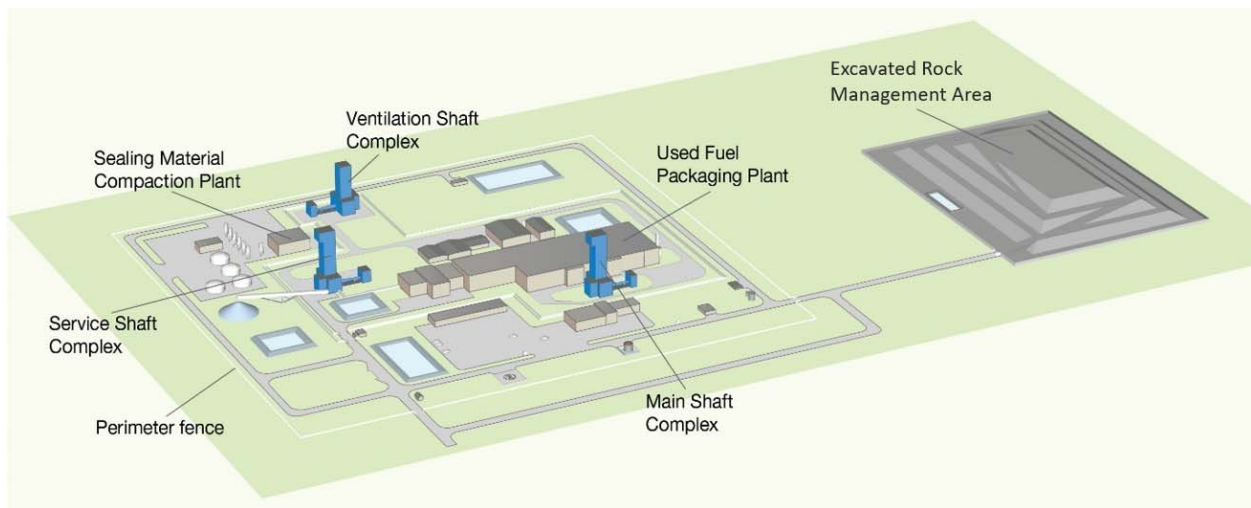 Excavated Rock
Management Area
Ventilation Shaft
Complex
Sealing Material
Compaction Plant
Used Fuel
Packaging Plant
Service Shaft
Complex
Main Shaft
Complex
Perimeter fence